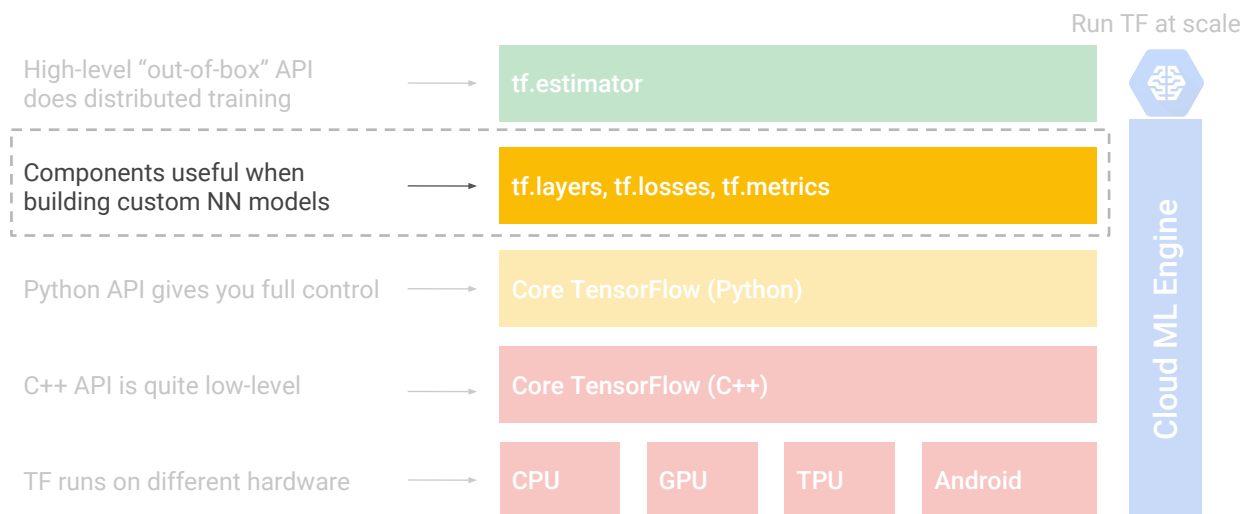 Run TF at scale
High-level “out-of-box” API
does distributed training
tf.estimator
Components useful when
building custom NN models
tf.layers, tf.losses, tf.metrics
Python API gives you full control
Core TensorFlow (Python)
C++ API is quite low-level
Core TensorFlow (C++)
TF runs on different hardware
CPU
GPU
TPU
Android
Cloud ML Engine